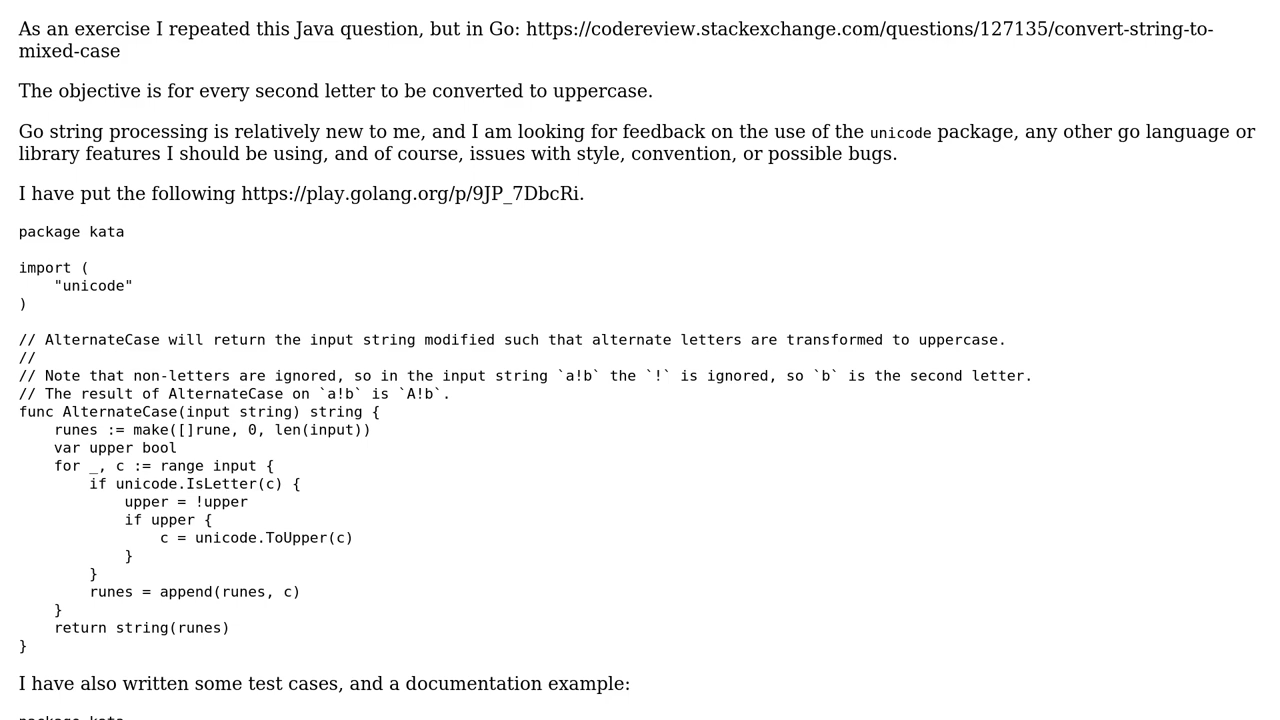 As an exercise I repeated this Java question, but in Go: https://codereview.stackexchange.com/questions/127135/convert-string-to-
mixed-case
The objective is for every second letter to be converted to uppercase.
Go string processing is relatively new to me, and I am looking for feedback on the use of the unicode package, any other go language or
library features I should be using, and of course, issues with style, convention, or possible bugs.
I have put the following https://play.golang.org/p/9JP_7DbcRi.
package kata
import (
    "unicode"
)
// AlternateCase will return the input string modified such that alternate letters are transformed to uppercase.
//
// Note that non-letters are ignored, so in the input string `a!b` the `!` is ignored, so `b` is the second letter.
// The result of AlternateCase on `a!b` is `A!b`.
func AlternateCase(input string) string {
    runes := make([]rune, 0, len(input))
    var upper bool
    for _, c := range input {
        if unicode.IsLetter(c) {
            upper = !upper
            if upper {
                c = unicode.ToUpper(c)
            }
        }
        runes = append(runes, c)
    }
    return string(runes)
}
I have also written some test cases, and a documentation example: